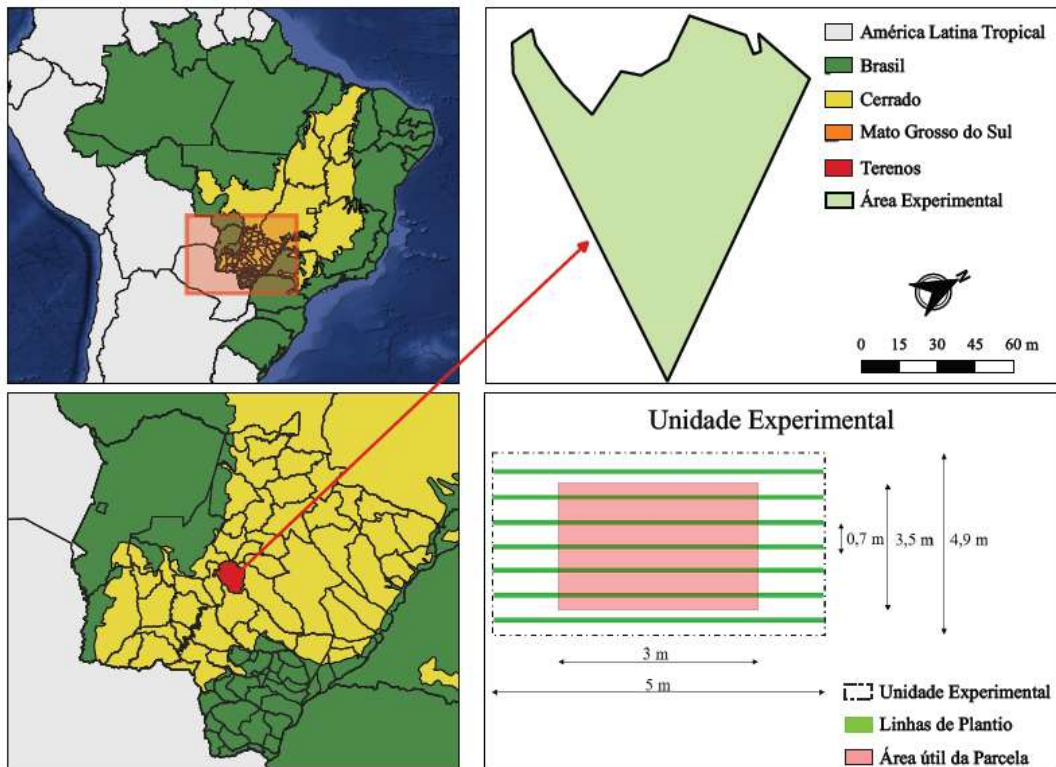 América Latina Tropical
Brasil
Cerrado
Mato Grosso do Sul
Terenos
Área Experimental
N
0 15 30 45 60 m
Unidade Experimental
0,7 m 3,5 m 4,9 m
3 m
5 m
Unidade Experimental
Linhas de Plantio
Área útil da Parcela